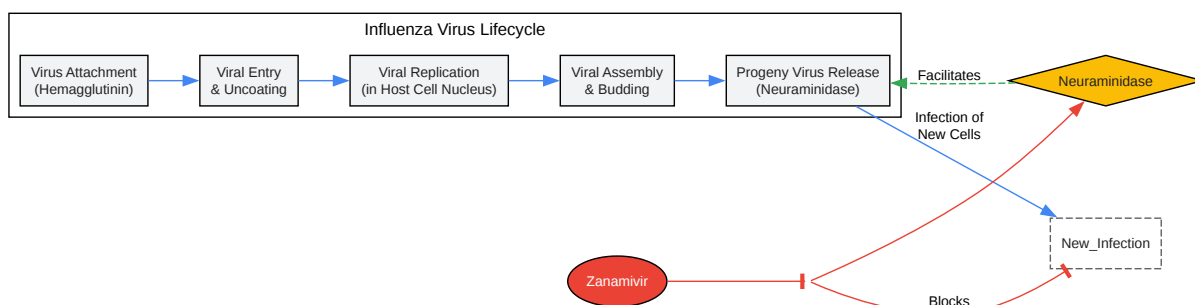 Influenza Virus Lifecycle
Virus Attachment
(Hemagglutinin)
Viral Entry
& Uncoating
Viral Replication
(in Host Cell Nucleus)
Viral Assembly
& Budding
Progeny Virus Release
(Neuraminidase)
Facilitates
Neuraminidase
Infection of
New Cells
New_Infection
Zanamivir
Blocks